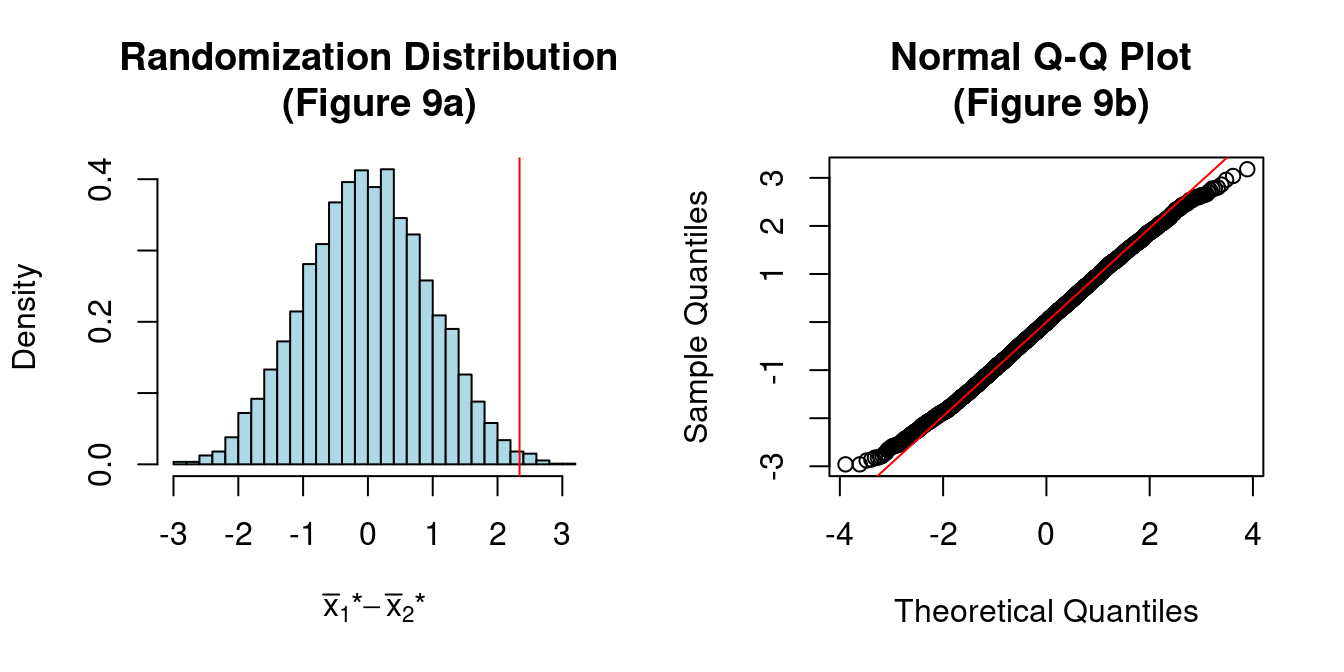 Randomization Distribution
(Figure 9a)
Density
0.4
0.2
0.0
-3 -2 -1 0 1 2 3
x̅₁*−x̅₂*
Normal Q-Q Plot
(Figure 9b)
Sample Quantiles
3
2
1
-1
-3
-4 -2 0 2 4
Theoretical Quantiles